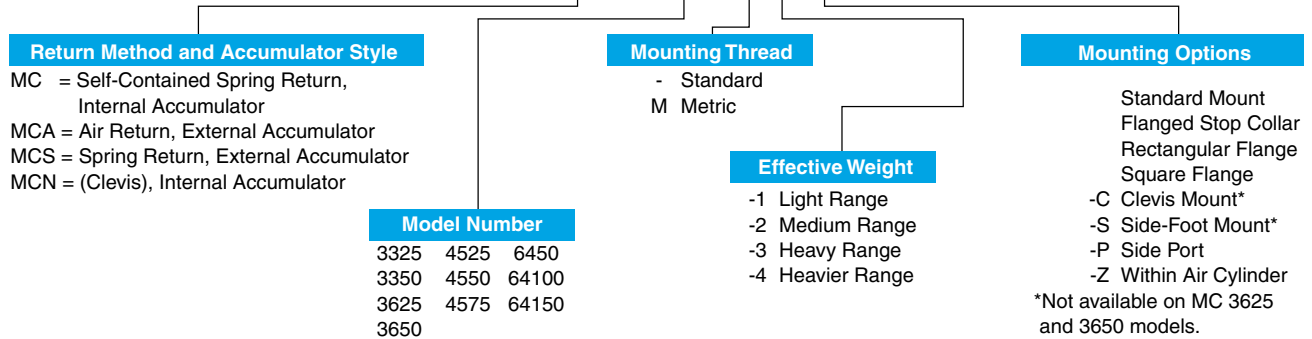 Return Method and Accumulator Style
MC = Self-Contained Spring Return,
Internal Accumulator
MCA = Air Return, External Accumulator
MCS = Spring Return, External Accumulator
MCN = (Clevis), Internal Accumulator
Model Number
3325 4525 6450
3350 4550 64100
3625 4575 64150
3650
Mounting Thread
- Standard
M Metric
Effective Weight
-1 Light Range
-2 Medium Range
-3 Heavy Range
-4 Heavier Range
Mounting Options
Standard Mount
Flanged Stop Collar
Rectangular Flange
Square Flange
-C Clevis Mount*
-S Side-Foot Mount*
-P Side Port
-Z Within Air Cylinder
*Not available on MC 3625
and 3650 models.